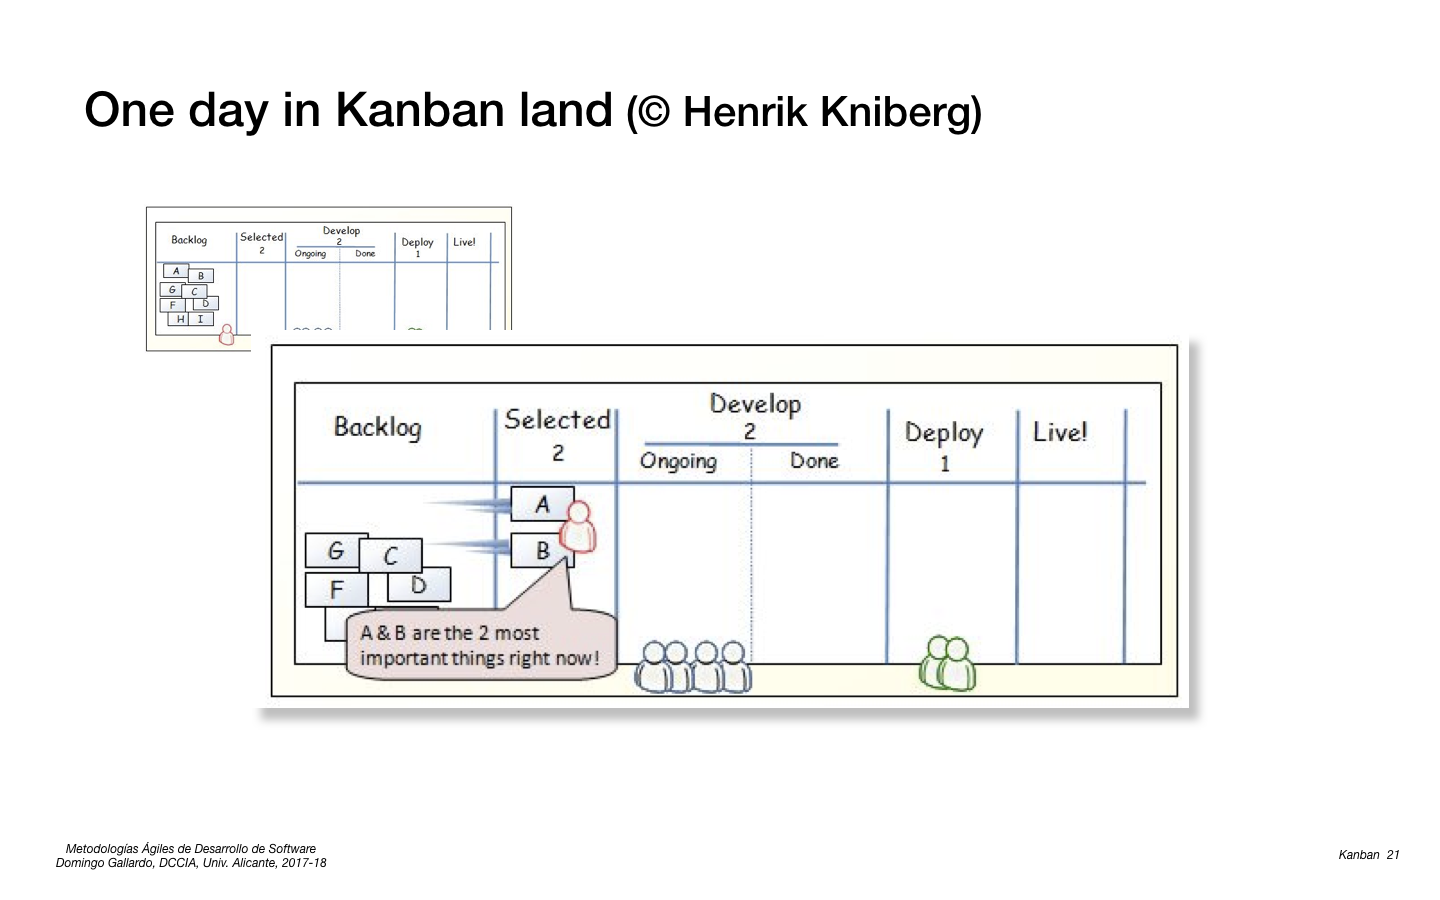 One day in Kanban land (© Henrik Kniberg)
Backlog
Selected
2
Develop
2
Ongoing
Done
Deploy
1
Live!
A
B
G
C
F
D
H
I
Backlog
Selected
2
Develop
2
Ongoing
Done
Deploy
1
Live!
A
B
G
C
F
D
A & B are the 2 most
important things right now!
Metodologías Ágiles de Desarrollo de Software
Domingo Gallardo, DCCIA, Univ. Alicante, 2017-18
Kanban 21